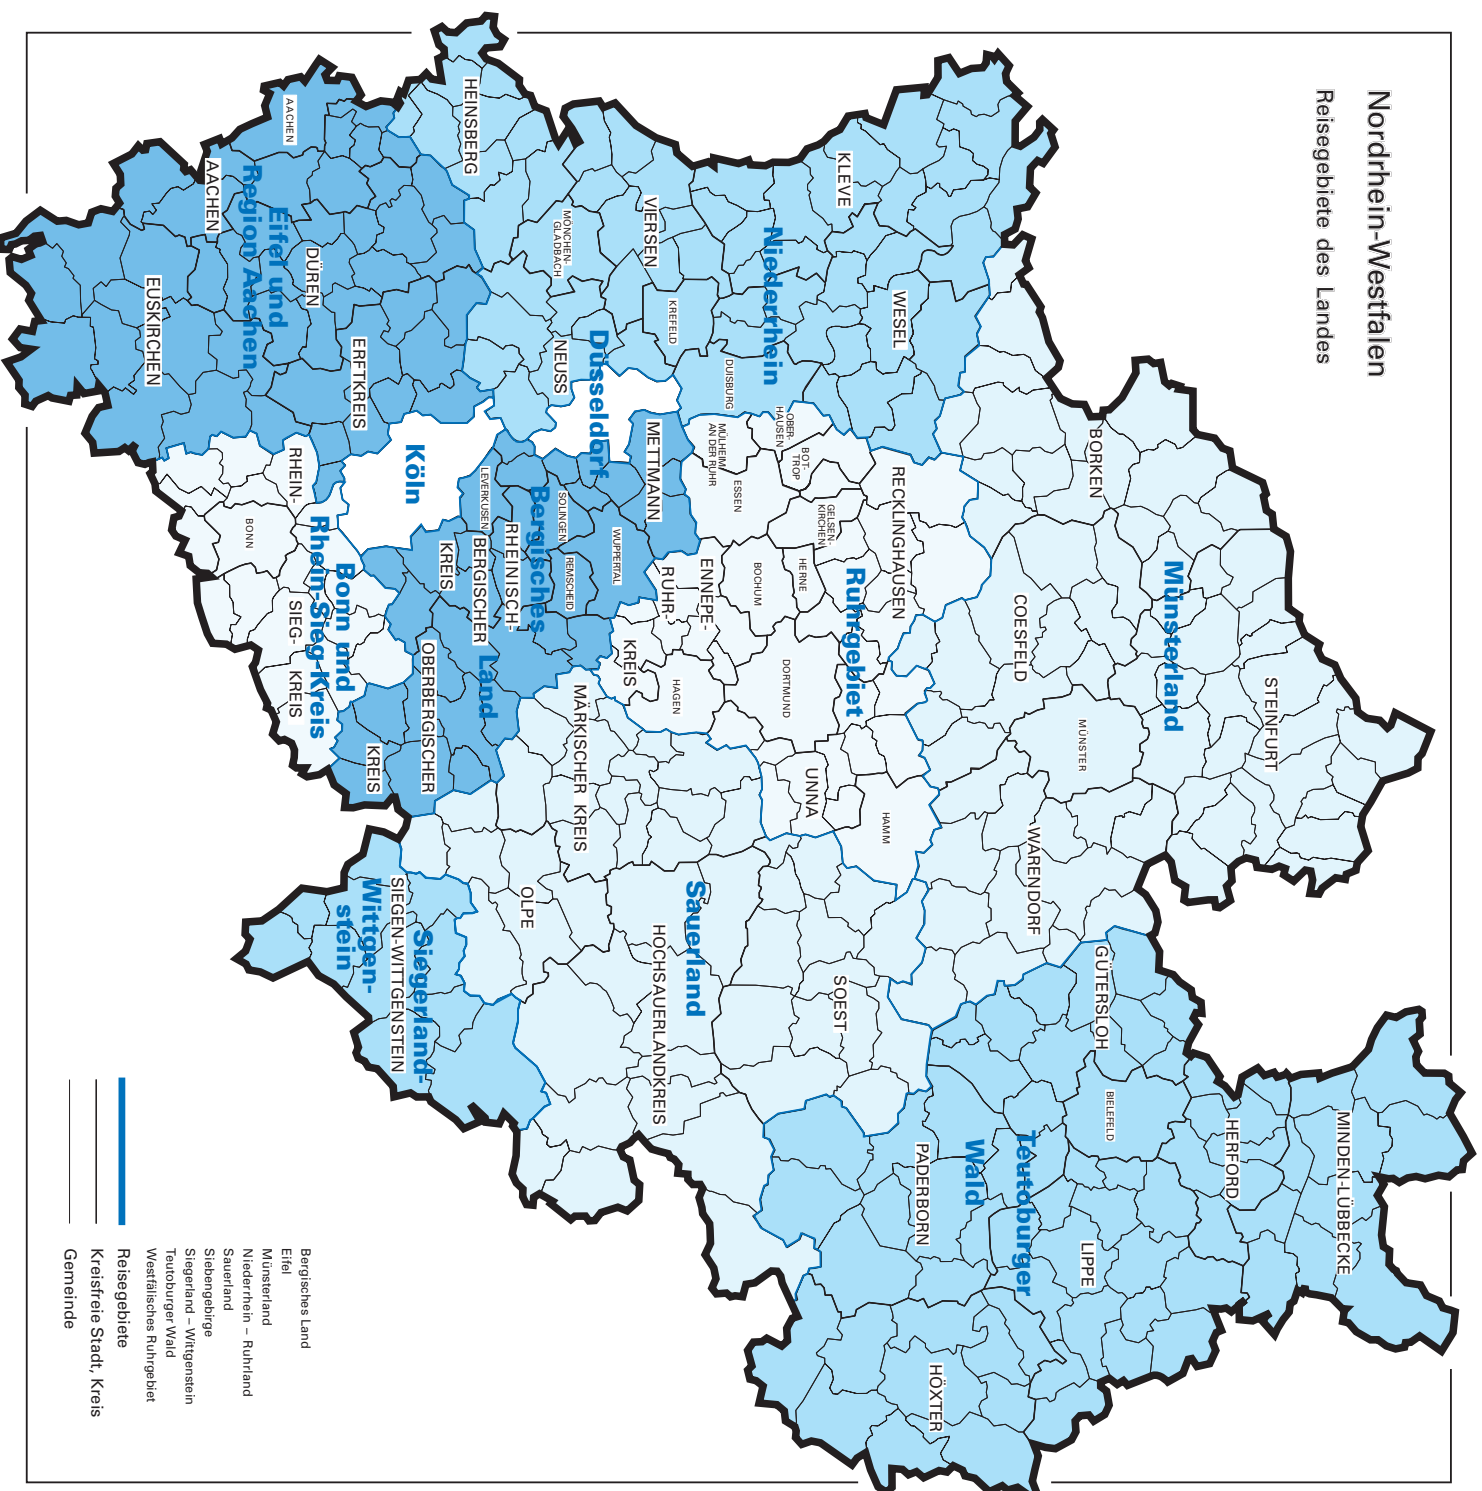 Nordrhein-Westfalen
Reisegebiete des Landes
STEINFURT
Münsterland
BORKEN
MÜNSTER
COESFELD
WARENDORF
MINDEN-LÜBBECKE
HERFORD
GÜTERSLOH
BIELEFELD
LIPPE
Teutoburger
Wald
PADERBORN
HÖXTER
KLEVE
WESEL
Niederrhein
RECKLINGHAUSEN
Ruhrgebiet
HAMM
BOT-
TROP
GELSEN-
KIRCHEN
OBER-
HAUSEN
HERNE
UNNA
DORTMUND
BOCHUM
ESSEN
MÜLHEIM
AN DER RUHR
DUISBURG
ENNEPE-
RUHR-
KREIS
HAGEN
SOEST
Sauerland
HOCHSAUERLANDKREIS
MÄRKISCHER KREIS
OLPE
VIERSEN
KREFELD
MÖNCHEN-
GLADBACH
NEUSS
Düsseldorf
METTMANN
WUPPERTAL
SOLINGEN
REMSCHEID
Bergisches
Land
RHEINISCH-
BERGISCHER
KREIS
LEVERKUSEN
OBERBERGISCHER
KREIS
HEINSBERG
Köln
ERFTKREIS
DÜREN
AACHEN
AACHEN
Eifel und
Region Aachen
EUSKIRCHEN
Bonn und
Rhein-Sieg-Kreis
RHEIN-
SIEG-
KREIS
BONN
Siegerland-
Wittgen-
stein
SIEGEN-WITTGENSTEIN
Bergisches Land
Eifel
Münsterland
Niederrhein – Ruhrland
Sauerland
Siebengebirge
Siegerland – Wittgenstein
Teutoburger Wald
Westfälisches Ruhrgebiet
Reisegebiete
Kreisfreie Stadt, Kreis
Gemeinde